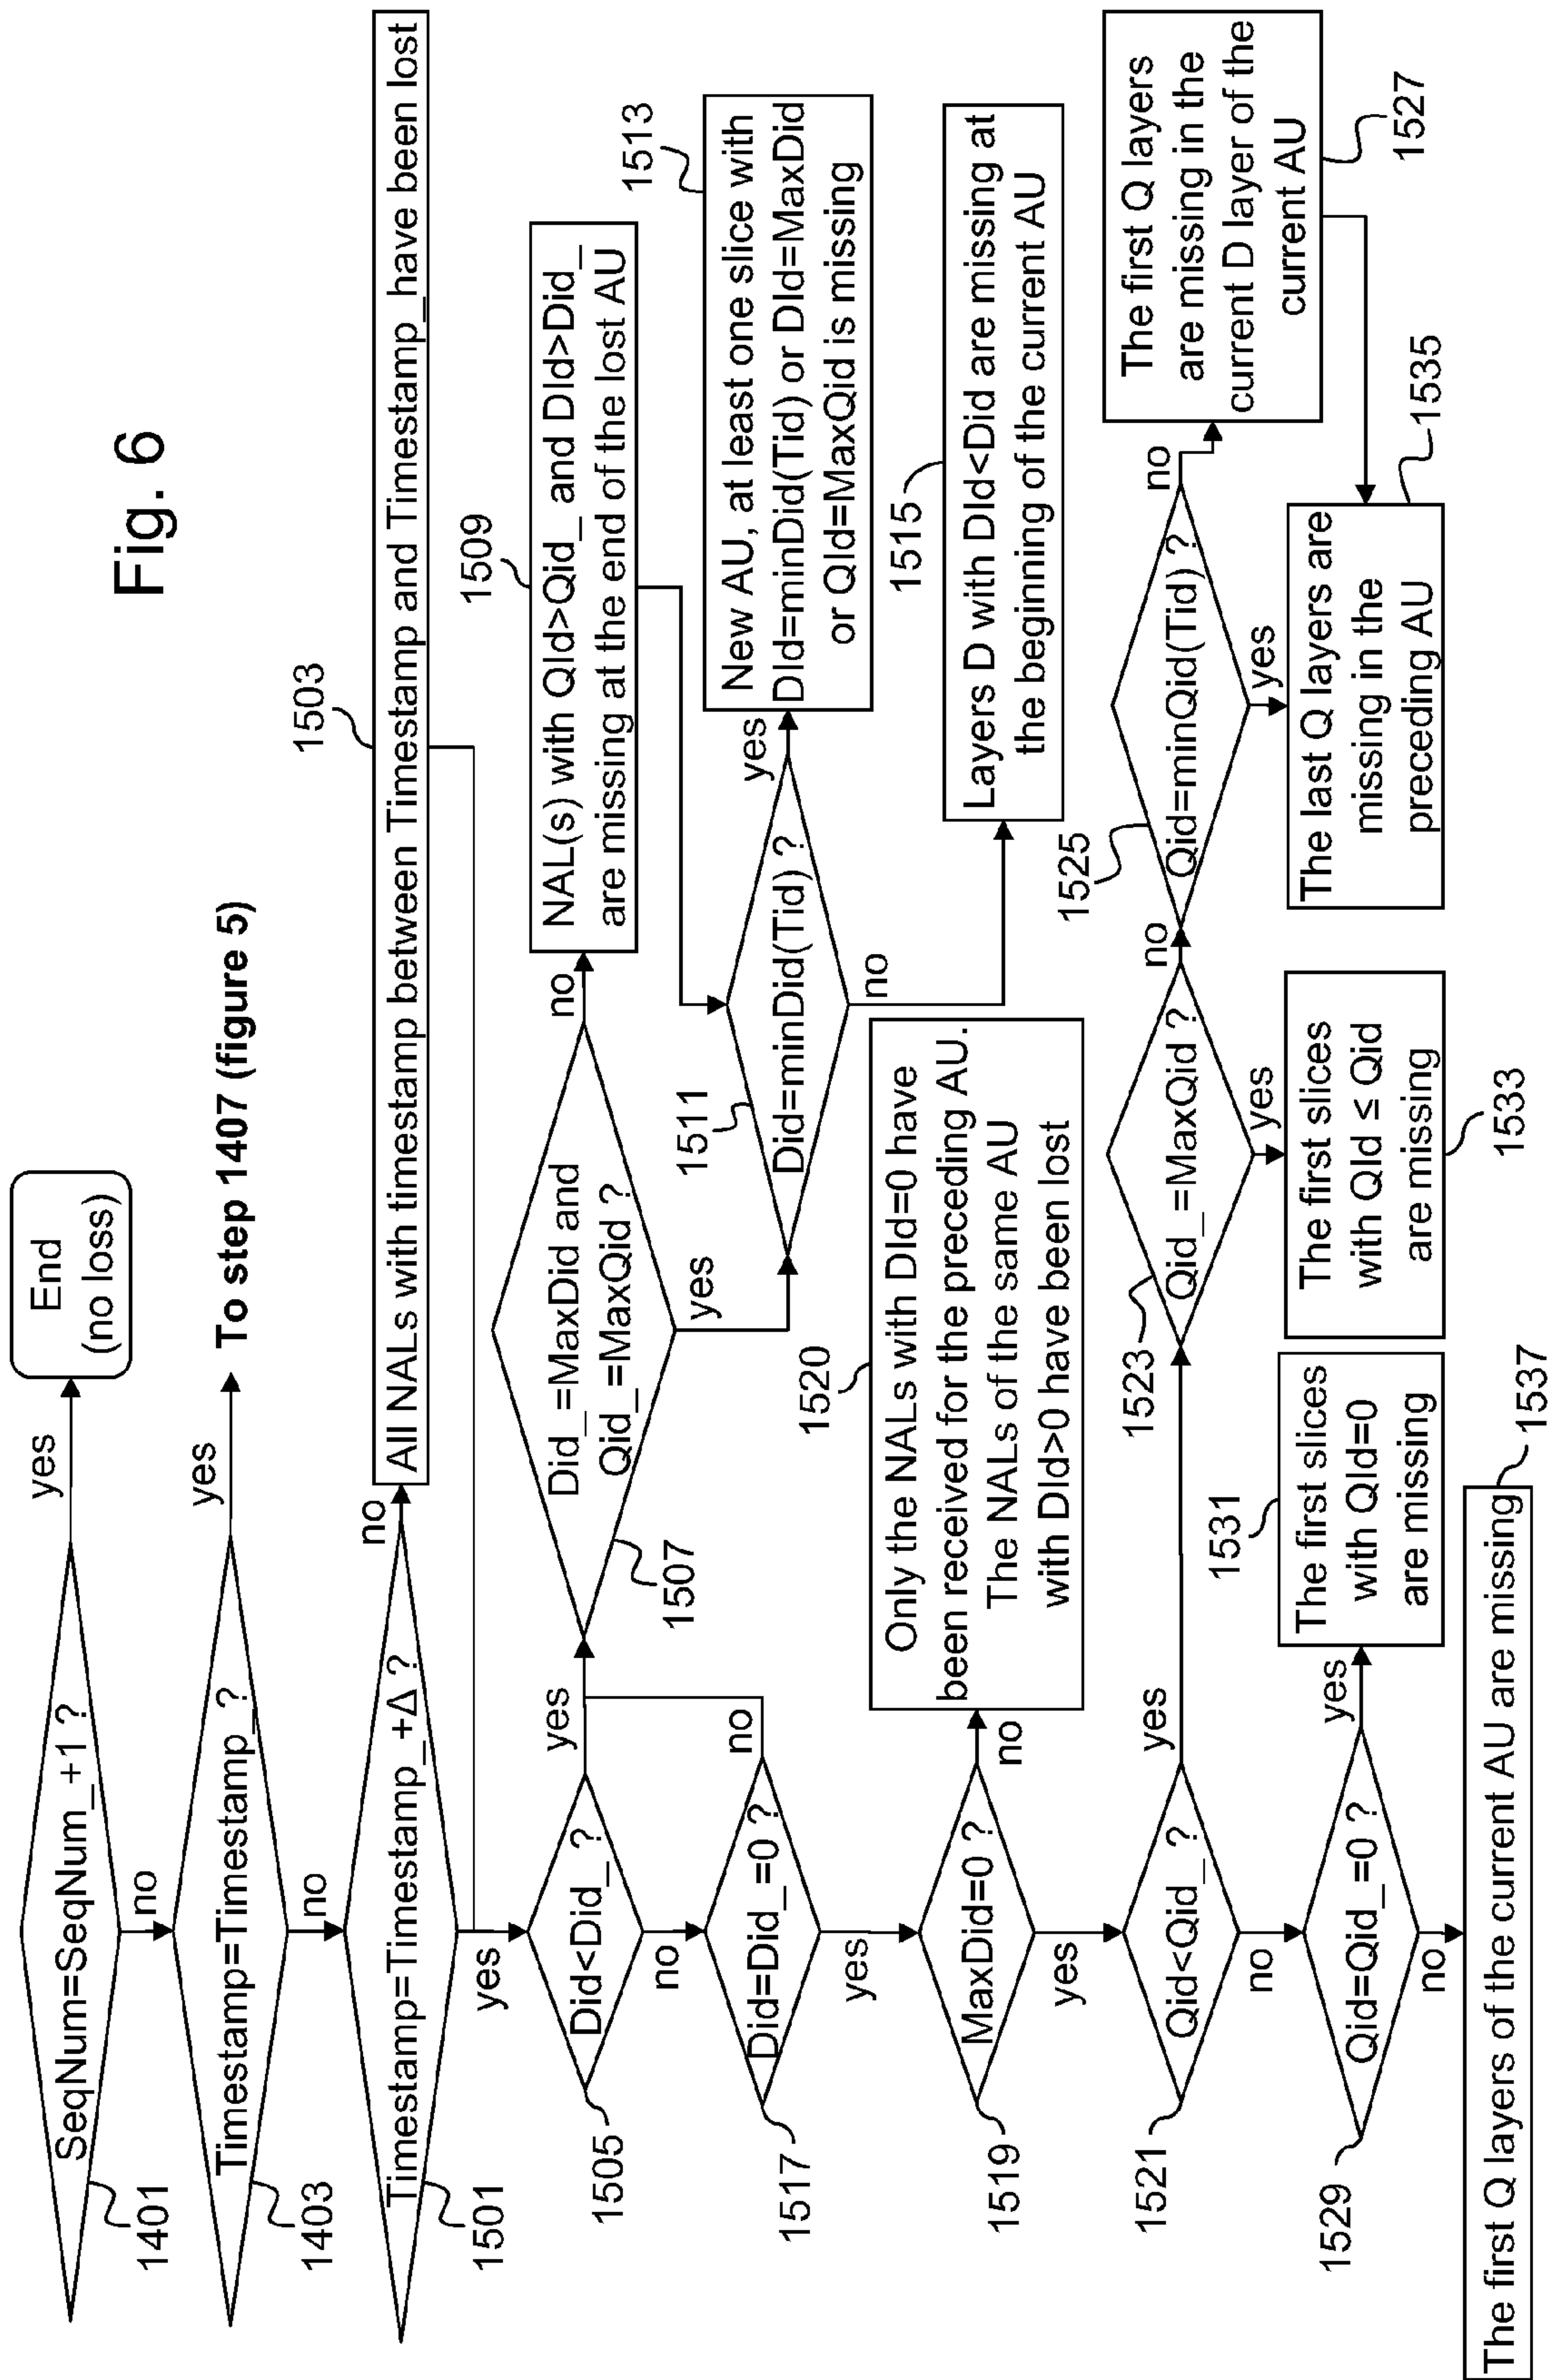 Fig. 6
SeqNum=SeqNum_+1 ?
1401
yes
End
(no loss)
no
Timestamp=Timestamp_?
1403
yes
To step 1407 (figure 5)
no
Timestamp=Timestamp_+Δ ?
1501
no
1503
All NALs with timestamp between Timestamp and Timestamp_have been lost
yes
Did<Did_ ?
1505
yes
no
Did_=MaxDid and
Qid_=MaxQid ?
1507
no
1509
NAL(s) with QId>Qid_ and DId>Did_
are missing at the end of the lost AU
yes
Did=minDid(Tid) ?
1511
yes
1513
New AU, at least one slice with
DId=minDid(Tid) or DId=MaxDid
or QId=MaxQid is missing
no
1515
Layers D with DId<Did are missing at
the beginning of the current AU
Did=Did_=0 ?
1517
no
yes
MaxDid=0 ?
1519
no
1520
Only the NALs with DId=0 have
been received for the preceding AU.
The NALs of the same AU
with DId>0 have been lost
yes
Qid<Qid_ ?
1521
yes
no
Qid_=MaxQid ?
1523
no
yes
The first slices
with QId ≤ Qid
are missing
1533
Qid=minQid(Tid) ?
1525
no
The first Q layers
are missing in the
current D layer of the
current AU
1527
yes
The last Q layers are
missing in the
preceding AU
1535
Qid=Qid_=0 ?
1529
yes
1531
The first slices
with QId=0
are missing
no
The first Q layers of the current AU are missing
1537